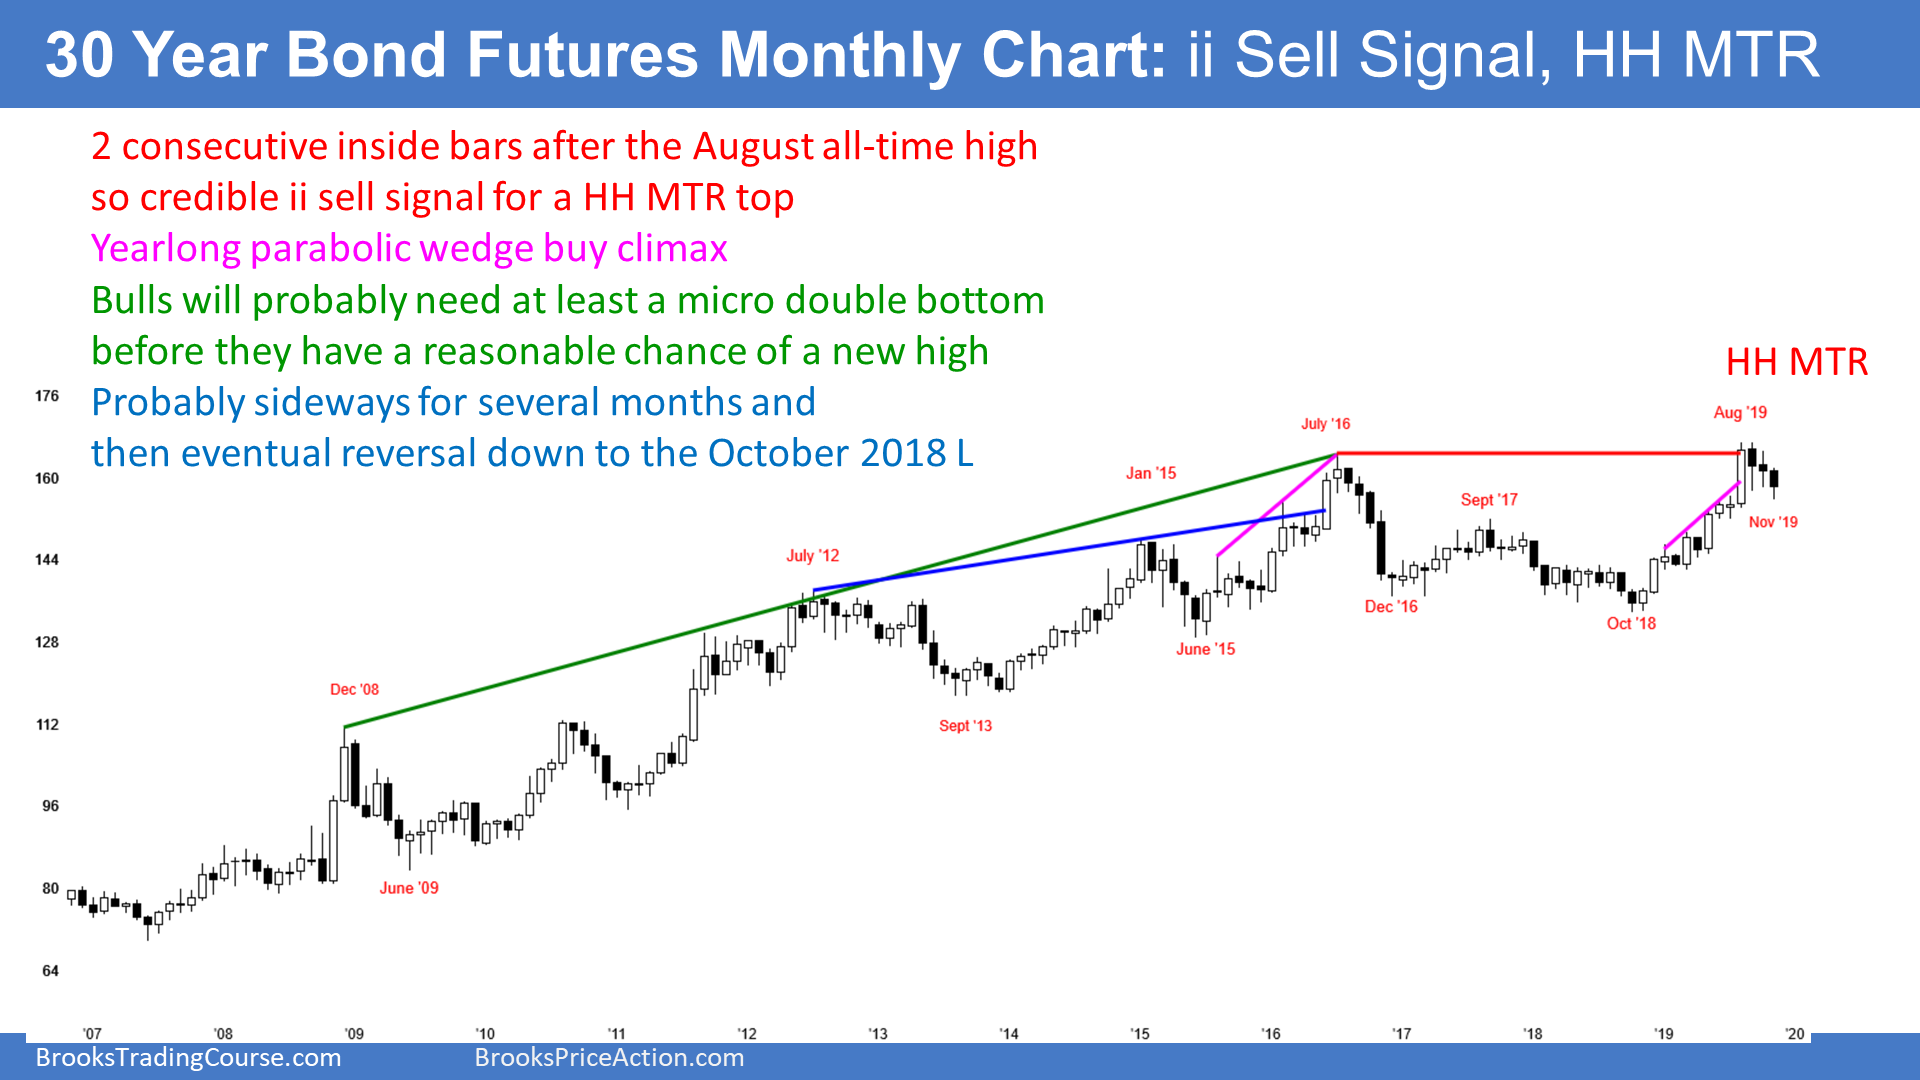 30 Year Bond Futures Monthly Chart: ii Sell Signal, HH MTR
2 consecutive inside bars after the August all-time high
so credible ii sell signal for a HH MTR top
Yearlong parabolic wedge buy climax
Bulls will probably need at least a micro double bottom
before they have a reasonable chance of a new high
Probably sideways for several months and
then eventual reversal down to the October 2018 L
HH MTR
Aug '19
July '16
Jan '15
Sept '17
Nov '19
July '12
Dec '16
Oct '18
June '15
Dec '08
Sept '13
June '09
176
160
144
128
112
96
80
64
'07 '08 '09 '10 '11 '12 '13 '14 '15 '16 '17 '18 '19 '20
BrooksTradingCourse.com BrooksPriceAction.com